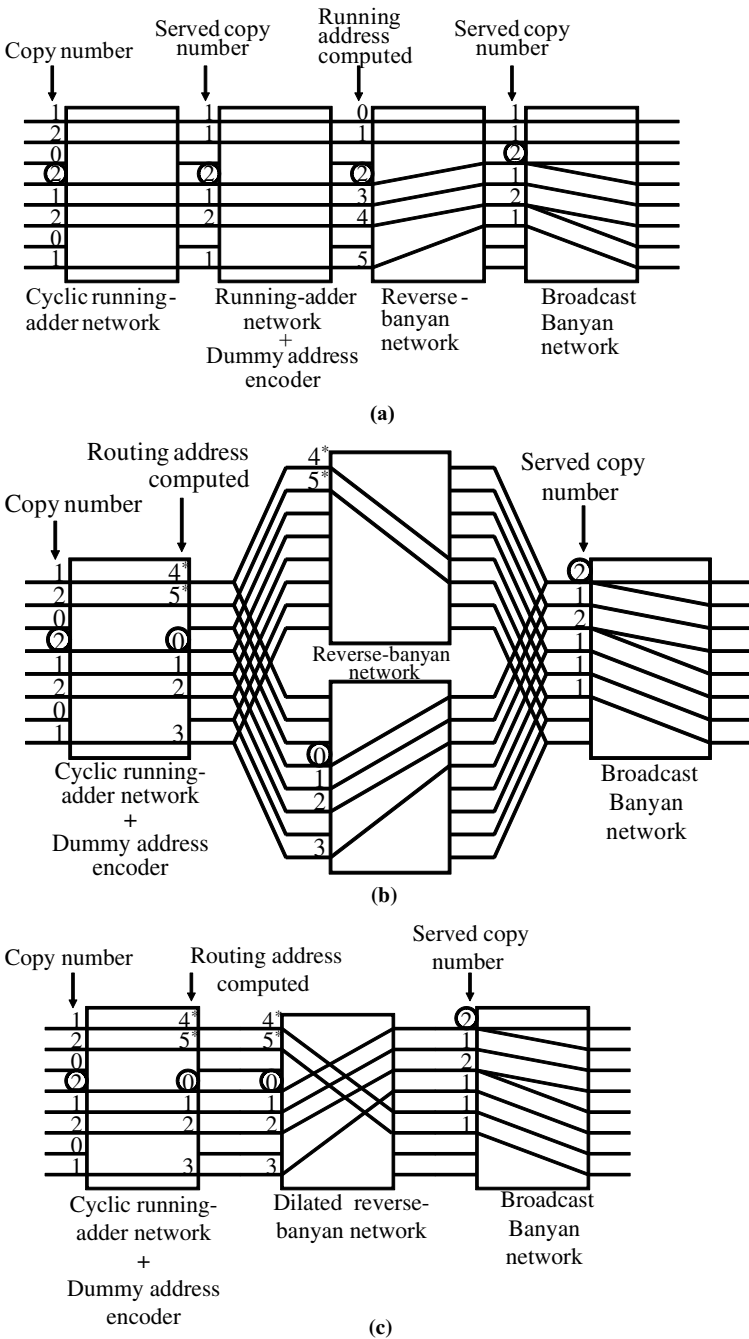 Copy number
Served copy number
Running address computed
Served copy number
1 1 0 1
2 1 1 1
0 2
2 2 2 1
1 1 3 2
2 2 4 1
0
1 1 5
Cyclic running-adder network
Running-adder network + Dummy address encoder
Reverse-banyan network
Broadcast Banyan network
(a)
Routing address computed
Copy number
Served copy number
4*
5*
1 4* 2
2 5* 1
0 2
2 0 1
1 1 1
2 2 1
0
1 3
Reverse-banyan network
0
1
2
3
Cyclic running-adder network + Dummy address encoder
Broadcast Banyan network
(b)
Copy number
Routing address computed
Served copy number
1 4* 4* 2
2 5* 5* 1
0 2
2 0 0 1
1 1 1 1
2 2 2 1
0
1 3 3
Cyclic running-adder network + Dummy address encoder
Dilated reverse-banyan network
Broadcast Banyan network
(c)